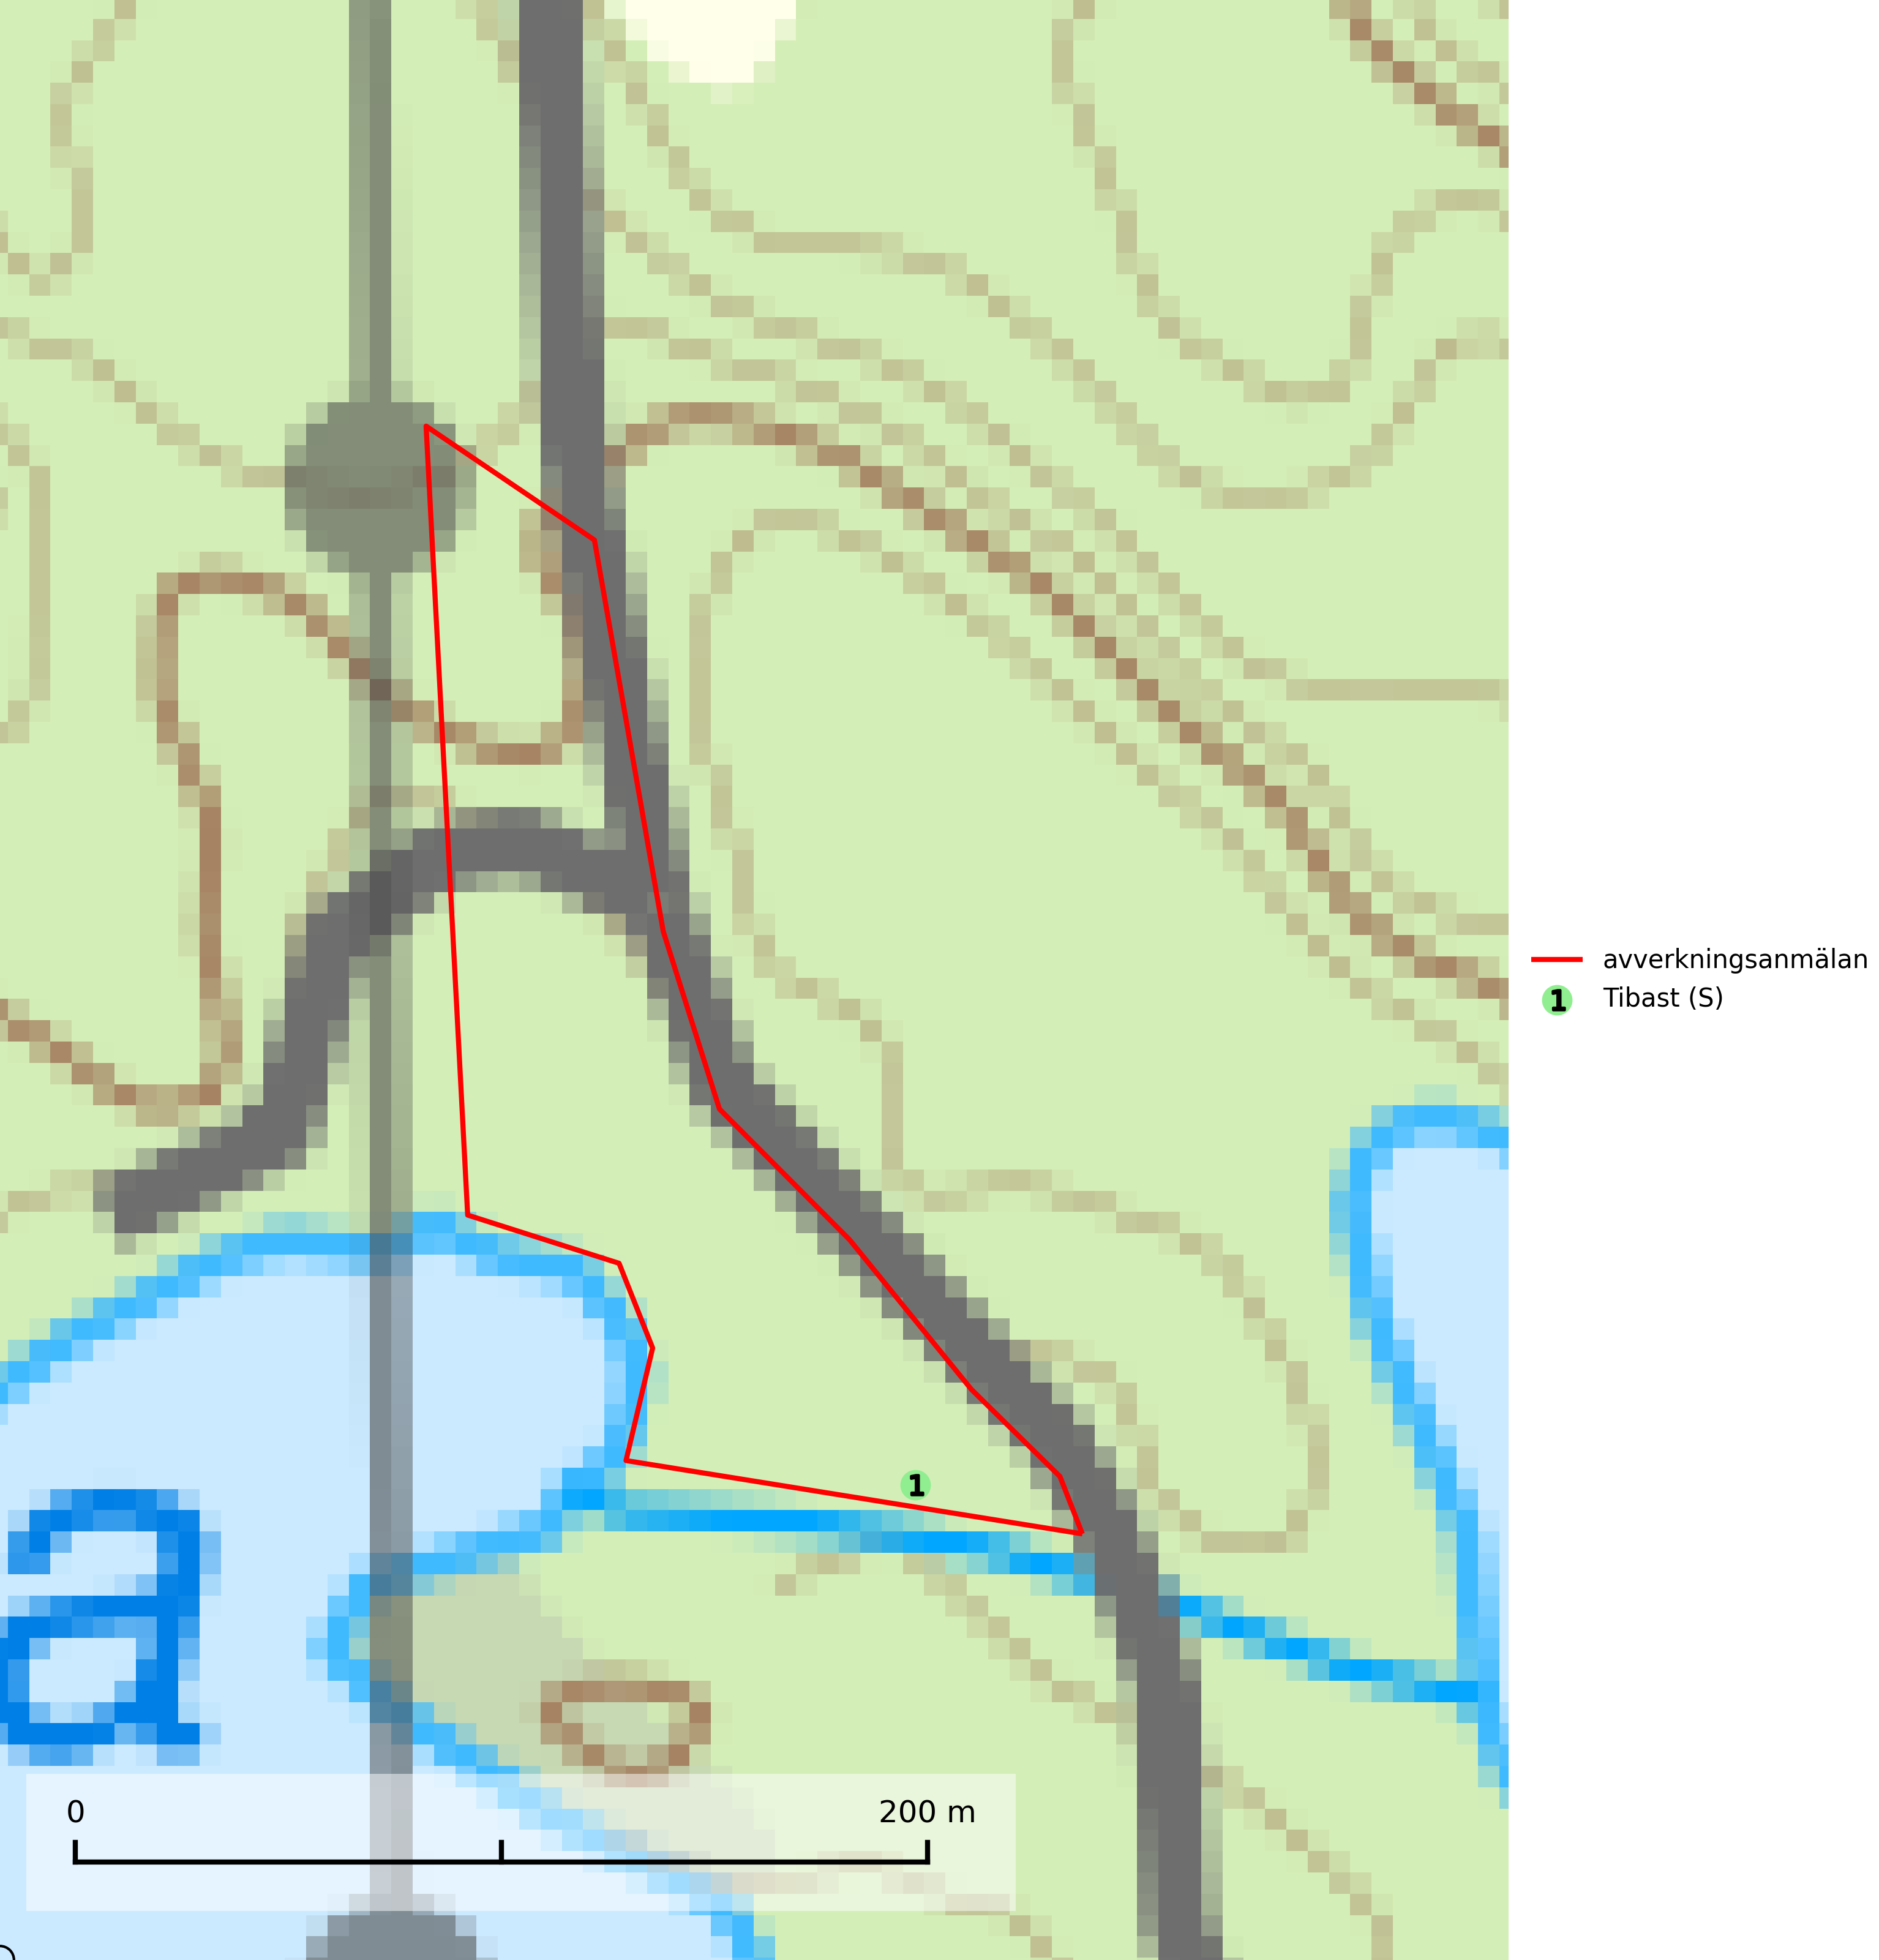 avverkningsanmälan
1 Tibast (S)
1
a
0 200 m